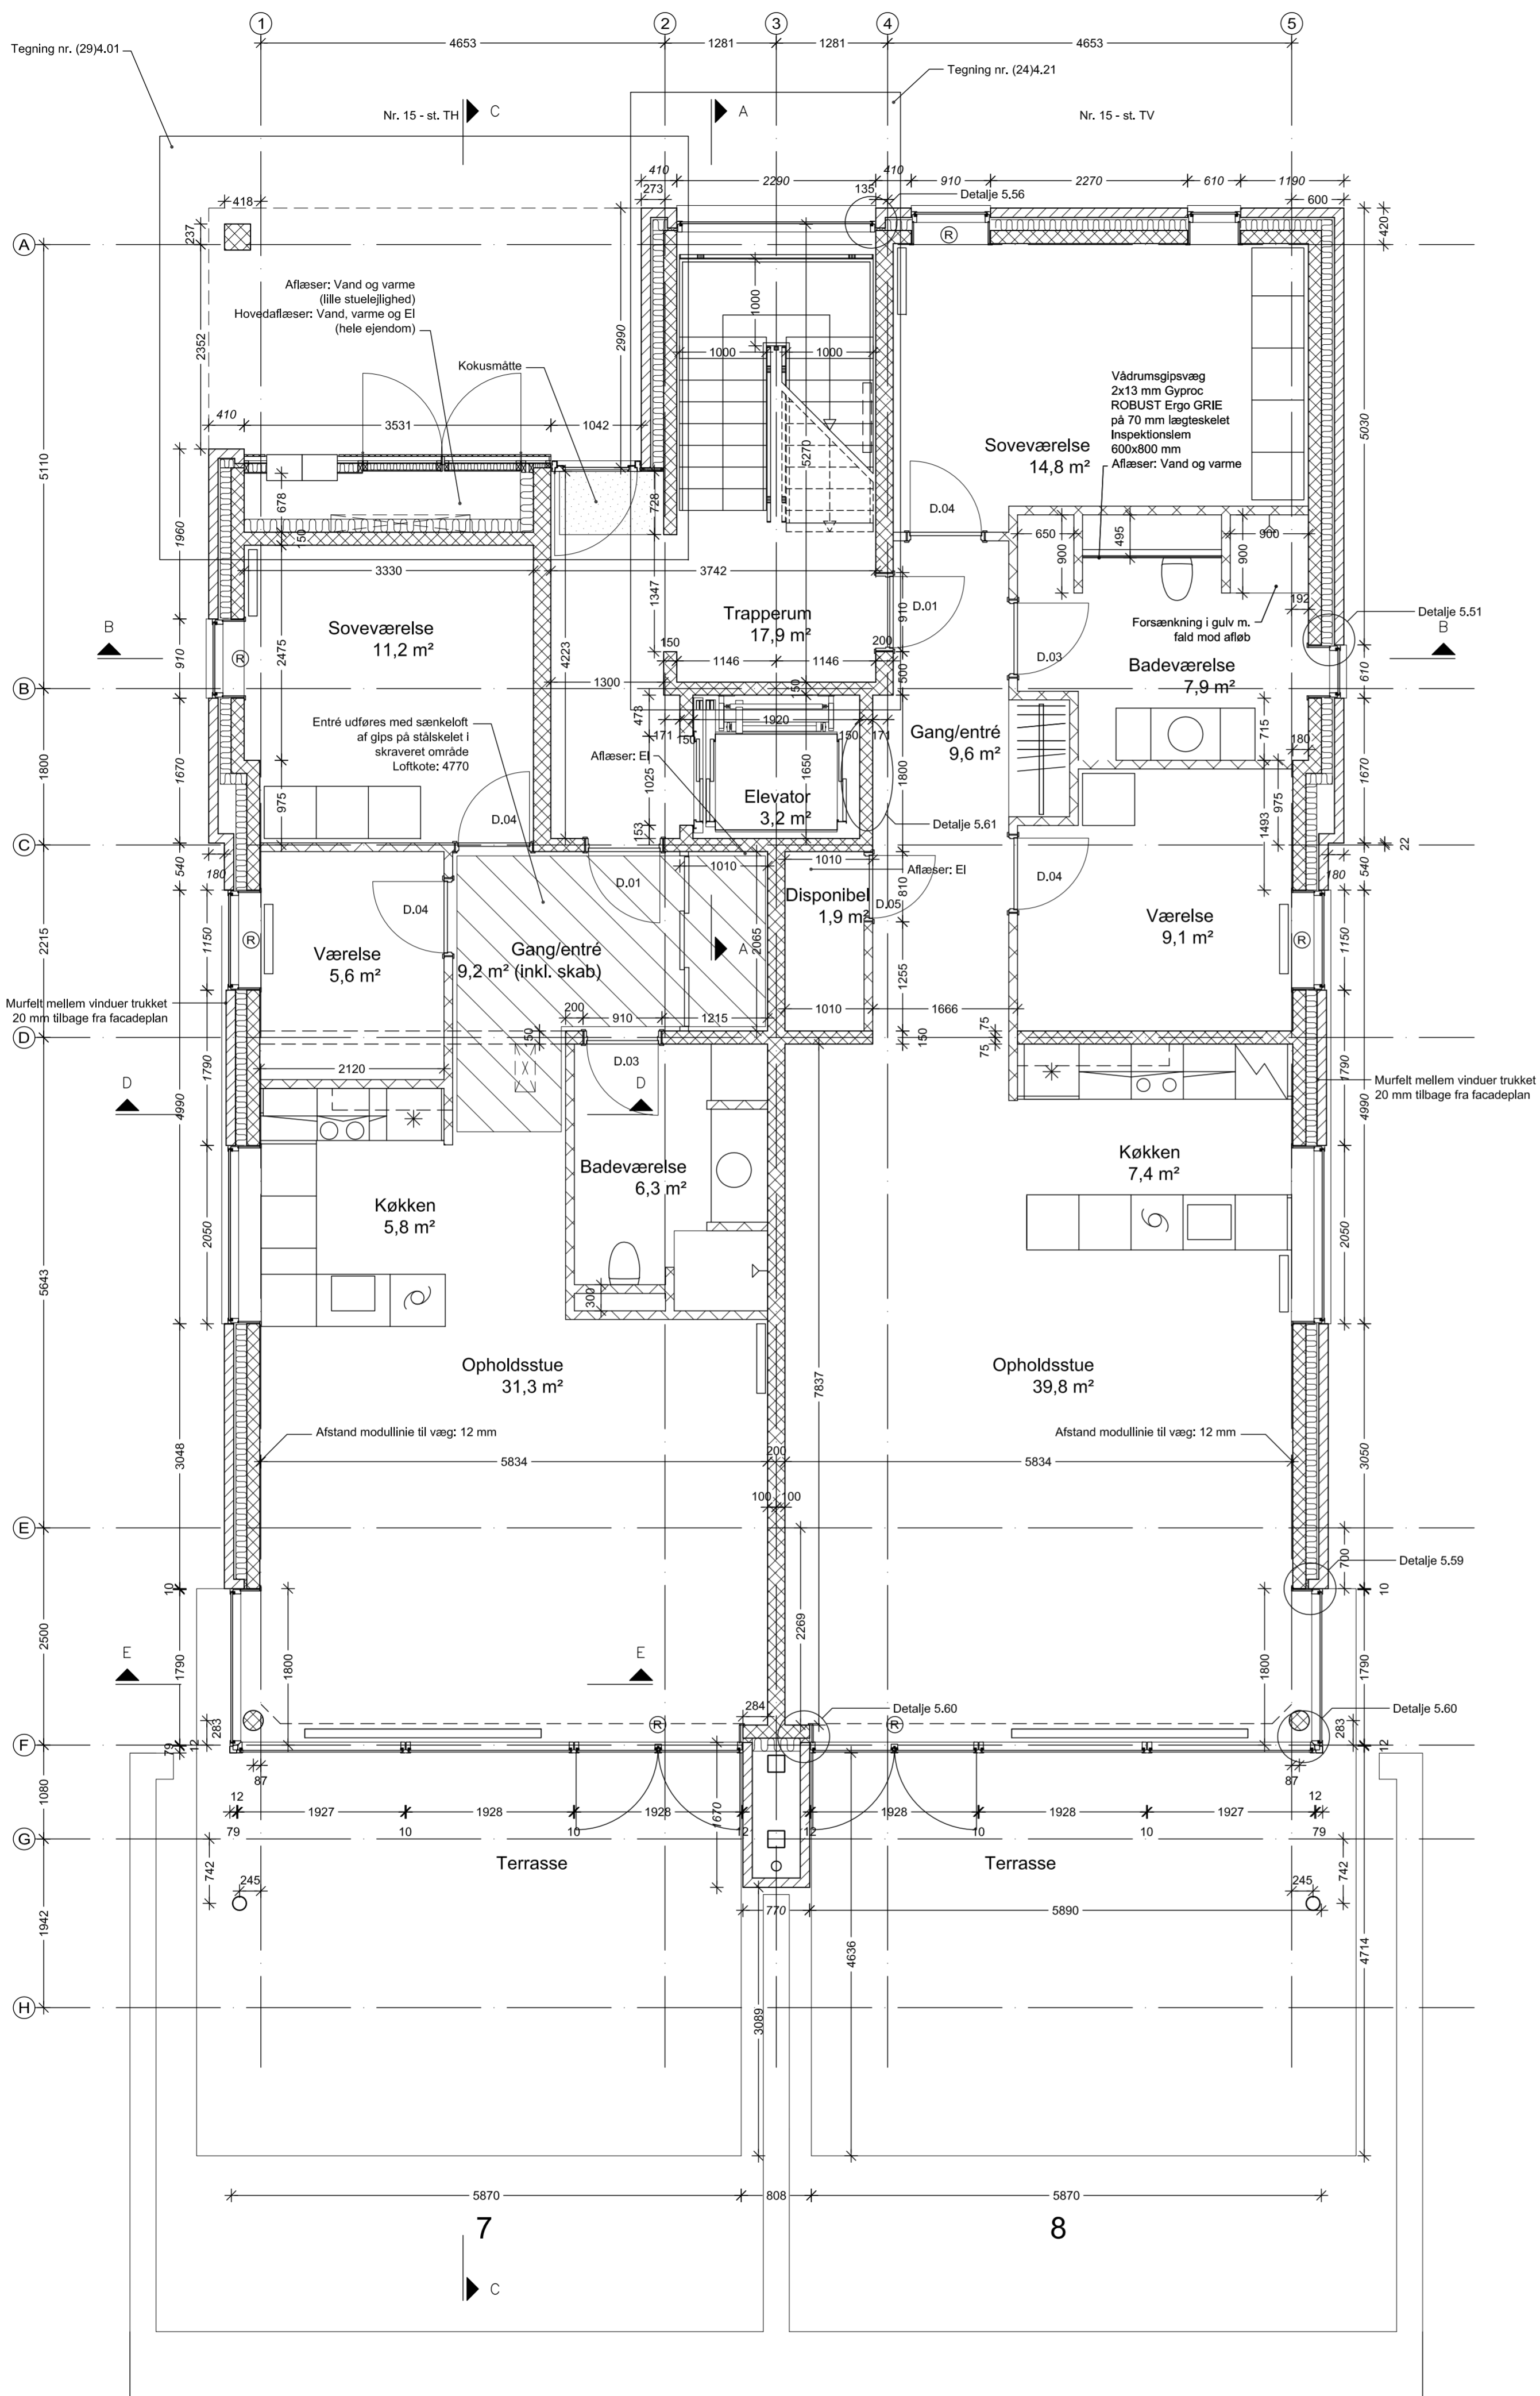 1
2
3
4
5
4653
1281
1281
4653
Tegning nr. (29)4.01
Tegning nr. (24)4.21
Nr. 15 - st. TH
C
A
Nr. 15 - st. TV
410
2290
410
910
2270
610
1190
273
135
Detalje 5.56
600
418
237
420
A
R
Aflæser: Vand og varme
(lille stuelejlighed)
Hovedaflæser: Vand, varme og El
(hele ejendom)
2990
1000
2352
1000
1000
Kokusmåtte
Vådrumsgipsvæg
2x13 mm Gyproc
ROBUST Ergo GRIE
på 70 mm lægteskelet
Inspektionslem
600x800 mm
Aflæser: Vand og varme
410
3531
1042
5030
5110
5270
Soveværelse
14,8 m²
678
728
D.04
1960
150
650
495
900
900
900
3330
3742
1347
D.01
910
192
Detalje 5.51
Trapperum
17,9 m²
Forsænkning i gulv m.
fald mod afløb
B
B
Soveværelse
11,2 m²
910
R
2475
4223
150
1146
1146
200
D.03
Badeværelse
7,9 m²
610
1300
150
500
B
473
1920
Entré udføres med sænkeloft
af gips på stålskelet i
skraveret område
Loftkote: 4770
171
150
150
171
Gang/entré
9,6 m²
715
180
Aflæser: El
1650
1025
1800
1800
1670
1670
975
Elevator
3,2 m²
975
1493
D.04
153
Detalje 5.61
C
22
540
180
1010
1010
Aflæser: El
810
540
180
D.04
D.01
Disponibel
1,9 m²
D.05
D.04
2215
1150
R
Værelse
5,6 m²
Gang/entré
9,2 m² (inkl. skab)
A
2065
Værelse
9,1 m²
R
1150
1255
Murfelt mellem vinduer trukket
20 mm tilbage fra facadeplan
200
910
1215
1010
1666
D
150
150
75
75
D.03
2120
1790
4990
D
D
1790
4990
Murfelt mellem vinduer trukket
20 mm tilbage fra facadeplan
Køkken
7,4 m²
Badeværelse
6,3 m²
Køkken
5,8 m²
2050
2050
5643
300
Opholdsstue
31,3 m²
Opholdsstue
39,8 m²
7837
Afstand modullinie til væg: 12 mm
Afstand modullinie til væg: 12 mm
3048
3050
5834
200
5834
100
100
E
700
Detalje 5.59
10
10
2500
2269
E
E
1790
1800
1800
1790
283
R
284
Detalje 5.60
R
Detalje 5.60
283
F
79
12
12
87
87
1080
12
1927
1928
1928
1928
1928
1927
12
1670
79
10
10
12
12
10
10
79
G
742
Terrasse
Terrasse
742
245
245
1942
770
5890
4636
4714
H
3089
5870
808
5870
7
8
C